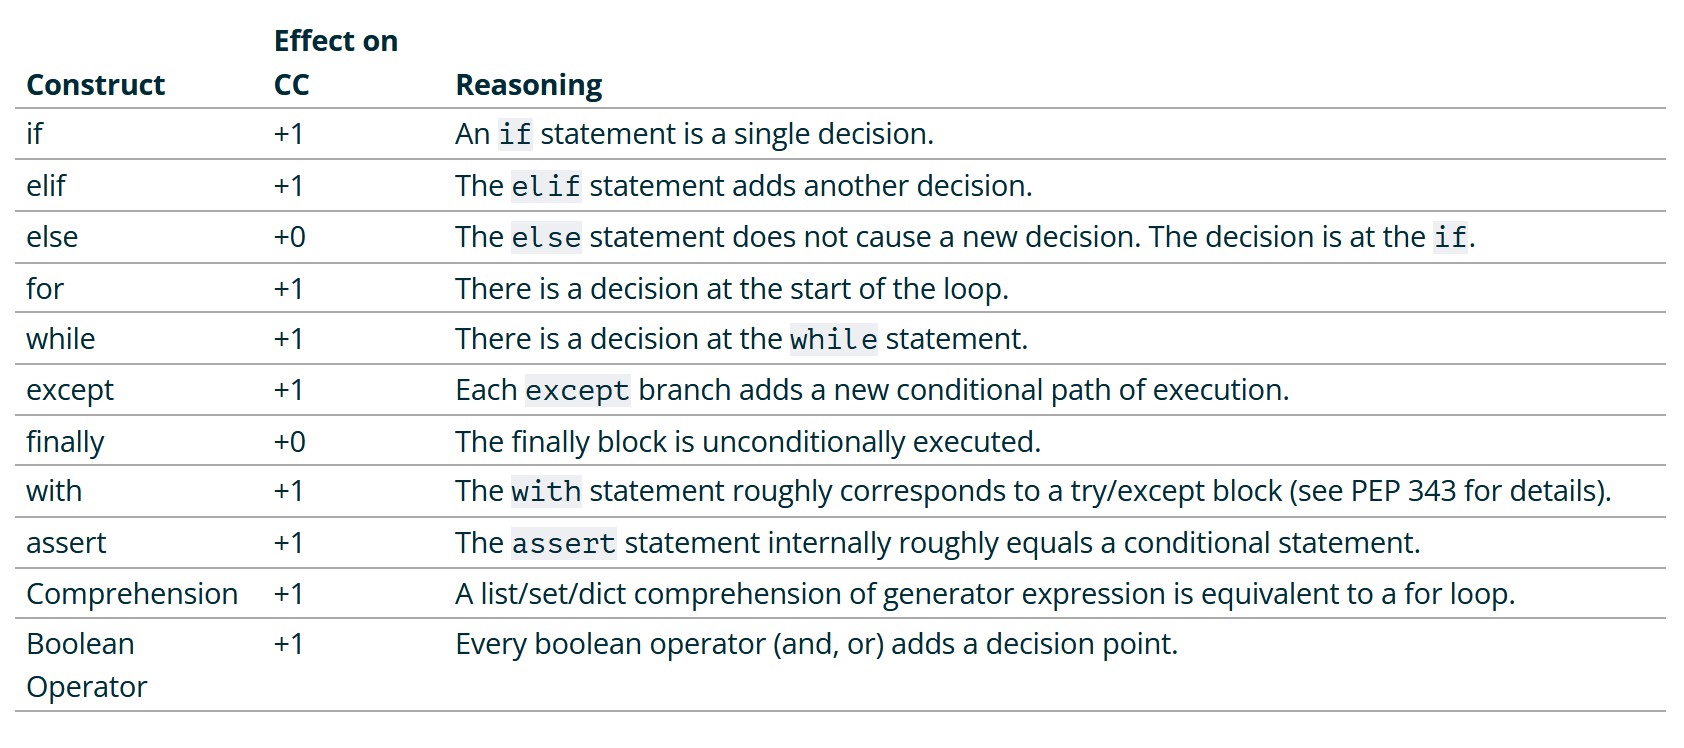 Effect on
Construct CC Reasoning
if +1 An if statement is a single decision.
elif +1 The elif statement adds another decision.
else +0 The else statement does not cause a new decision. The decision is at the if.
for +1 There is a decision at the start of the loop.
while +1 There is a decision at the while statement.
except +1 Each except branch adds a new conditional path of execution.
finally +0 The finally block is unconditionally executed.
with +1 The with statement roughly corresponds to a try/except block (see PEP 343 for details).
assert +1 The assert statement internally roughly equals a conditional statement.
Comprehension +1 A list/set/dict comprehension of generator expression is equivalent to a for loop.
Boolean +1 Every boolean operator (and, or) adds a decision point.
Operator